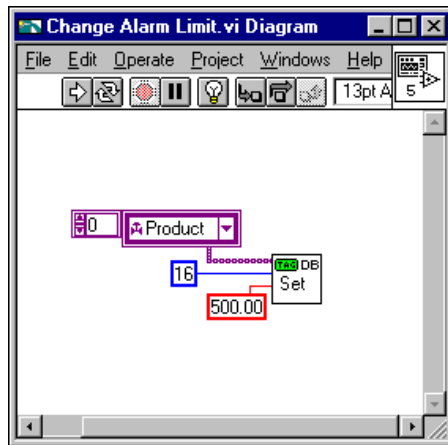 Change Alarm Limit.vi Diagram
File Edit Operate Project Windows Help
13pt A
5
0 Product
TAG DB
16
Set
500.00